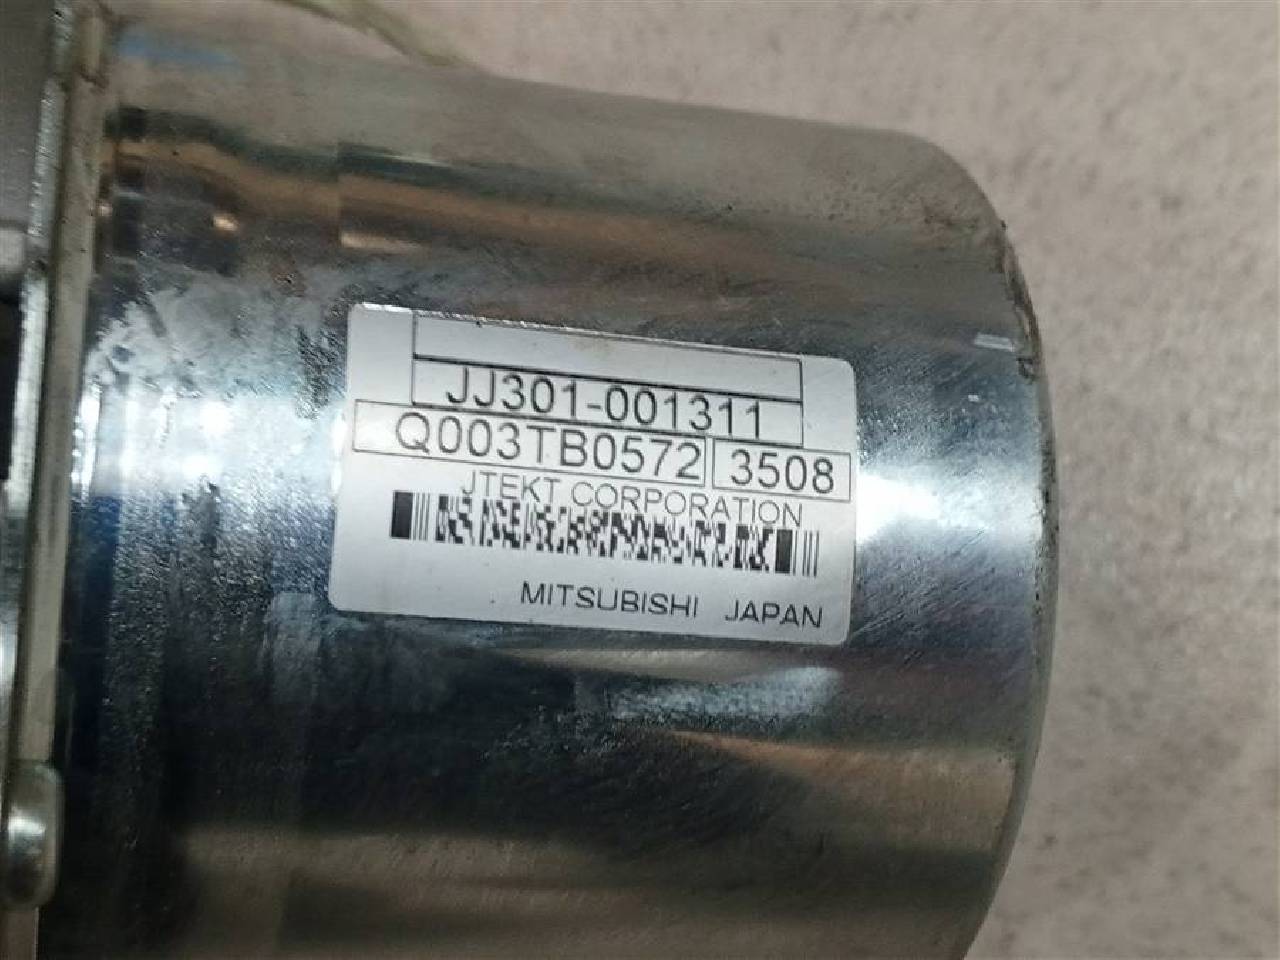 JJ301-001311
Q003TB0572 3508
JTEKT CORPORATION
MITSUBISHI JAPAN